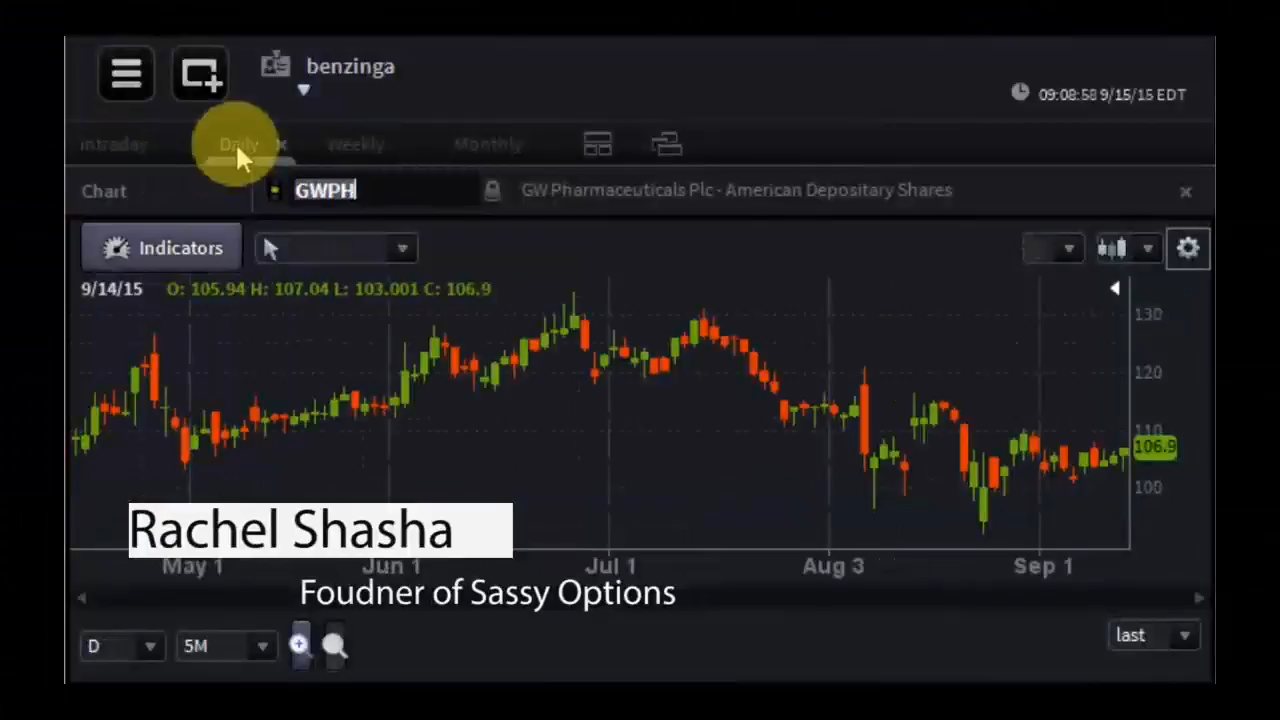 benzinga
09:08:58 9/15/15 EDT
Intraday Daily x Weekly Monthly
Chart GWPH GW Pharmaceuticals Plc - American Depositary Shares ×
Indicators
9/14/15 O: 105.94 H: 107.04 L: 103.001 C: 106.9
130
120
110
106.9
100
Rachel Shasha
May 1 Jun 1 Jul 1 Aug 3 Sep 1
Foudner of Sassy Options
D 5M last